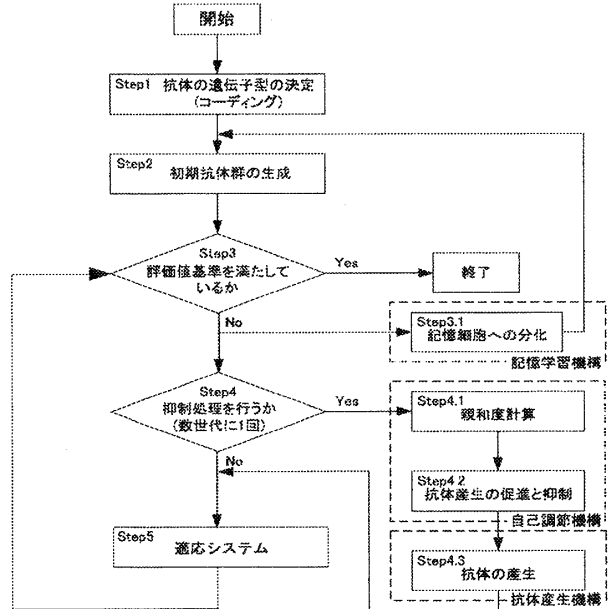 開始
Step1 抗体の遺伝子型の決定
(コーディング)
Step2
初期抗体群の生成
Step3
評価値基準を満たして
いるか
Yes
終了
No
Step3.1
記憶細胞への分化
記憶学習機構
Step4
抑制処理を行うか
(数世代に1回)
Yes
Step4.1
親和度計算
Step4.2
抗体産生の促進と抑制
自己調節機構
No
Step5
適応システム
Step4.3
抗体の産生
抗体産生機構